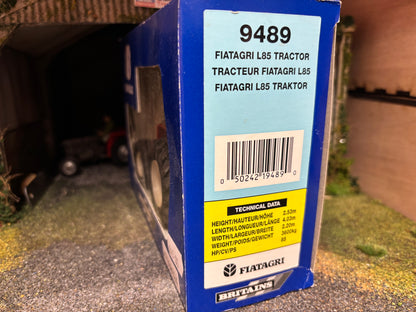 9489
FIATAGRI L85 TRACTOR
TRACTEUR FIATAGRI L85
FIATAGRI L85 TRAKTOR
0 50242 19489 0
TECHNICAL DATA
HEIGHT/HAUTEUR/HÖHE 2.53m
LENGTH/LONGUEUR/LÄNGE 4.03m
WIDTH/LARGEUR/BREITE 2.20m
WEIGHT/POIDS/GEWICHT 3600kg
HP/CV/PS 85
FIATAGRI
BRITAINS